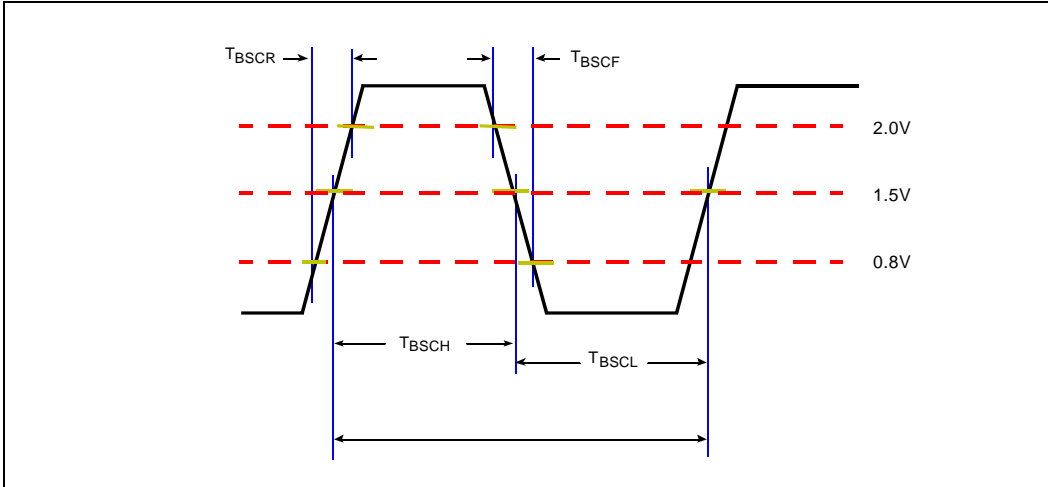 TBSCR
TBSCF
2.0V
1.5V
0.8V
TBSCH
TBSCL